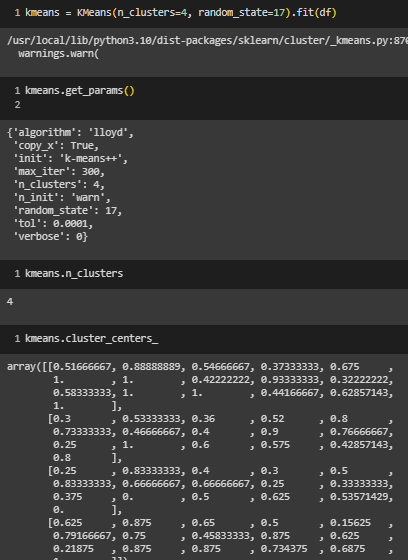 1 kmeans = KMeans(n_clusters=4, random_state=17).fit(df)
/usr/local/lib/python3.10/dist-packages/sklearn/cluster/_kmeans.py:870
warnings.warn(
1 kmeans.get_params()
2
{'algorithm': 'lloyd',
'copy_x': True,
'init': 'k-means++',
'max_iter': 300,
'n_clusters': 4,
'n_init': 'warn',
'random_state': 17,
'tol': 0.0001,
'verbose': 0}
1 kmeans.n_clusters
4
1 kmeans.cluster_centers_
array([[0.51666667, 0.88888889, 0.54666667, 0.37333333, 0.675     ,
1.        , 1.        , 0.42222222, 0.93333333, 0.32222222,
0.58333333, 1.        , 1.        , 0.44166667, 0.62857143,
1.        ],
[0.3       , 0.53333333, 0.36      , 0.52      , 0.8       ,
0.73333333, 0.46666667, 0.4       , 0.9       , 0.76666667,
0.25      , 1.        , 0.6       , 0.575     , 0.42857143,
0.8       ],
[0.25      , 0.83333333, 0.4       , 0.3       , 0.5       ,
0.83333333, 0.66666667, 0.66666667, 0.25      , 0.33333333,
0.375     , 0.        , 0.5       , 0.625     , 0.53571429,
0.        ],
[0.625     , 0.875     , 0.65      , 0.5       , 0.15625   ,
0.79166667, 0.75      , 0.45833333, 0.875     , 0.625     ,
0.21875   , 0.875     , 0.875     , 0.734375  , 0.6875    ,